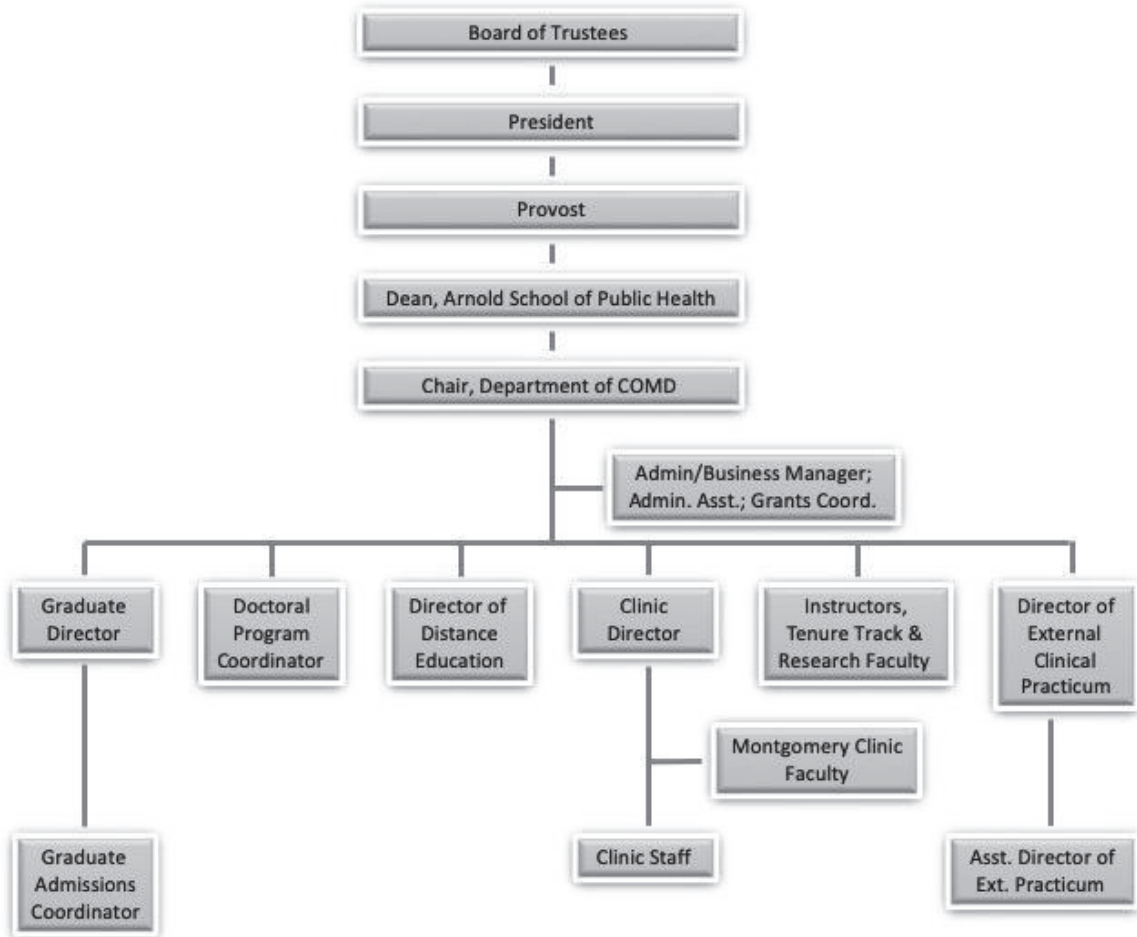 Board of Trustees
President
Provost
Dean, Arnold School of Public Health
Chair, Department of COMD
Admin/Business Manager;
Admin. Asst.; Grants Coord.
Graduate
Director
Doctoral
Program
Coordinator
Director of
Distance
Education
Clinic
Director
Instructors,
Tenure Track &
Research Faculty
Director of
External
Clinical
Practicum
Montgomery Clinic
Faculty
Graduate
Admissions
Coordinator
Clinic Staff
Asst. Director of
Ext. Practicum